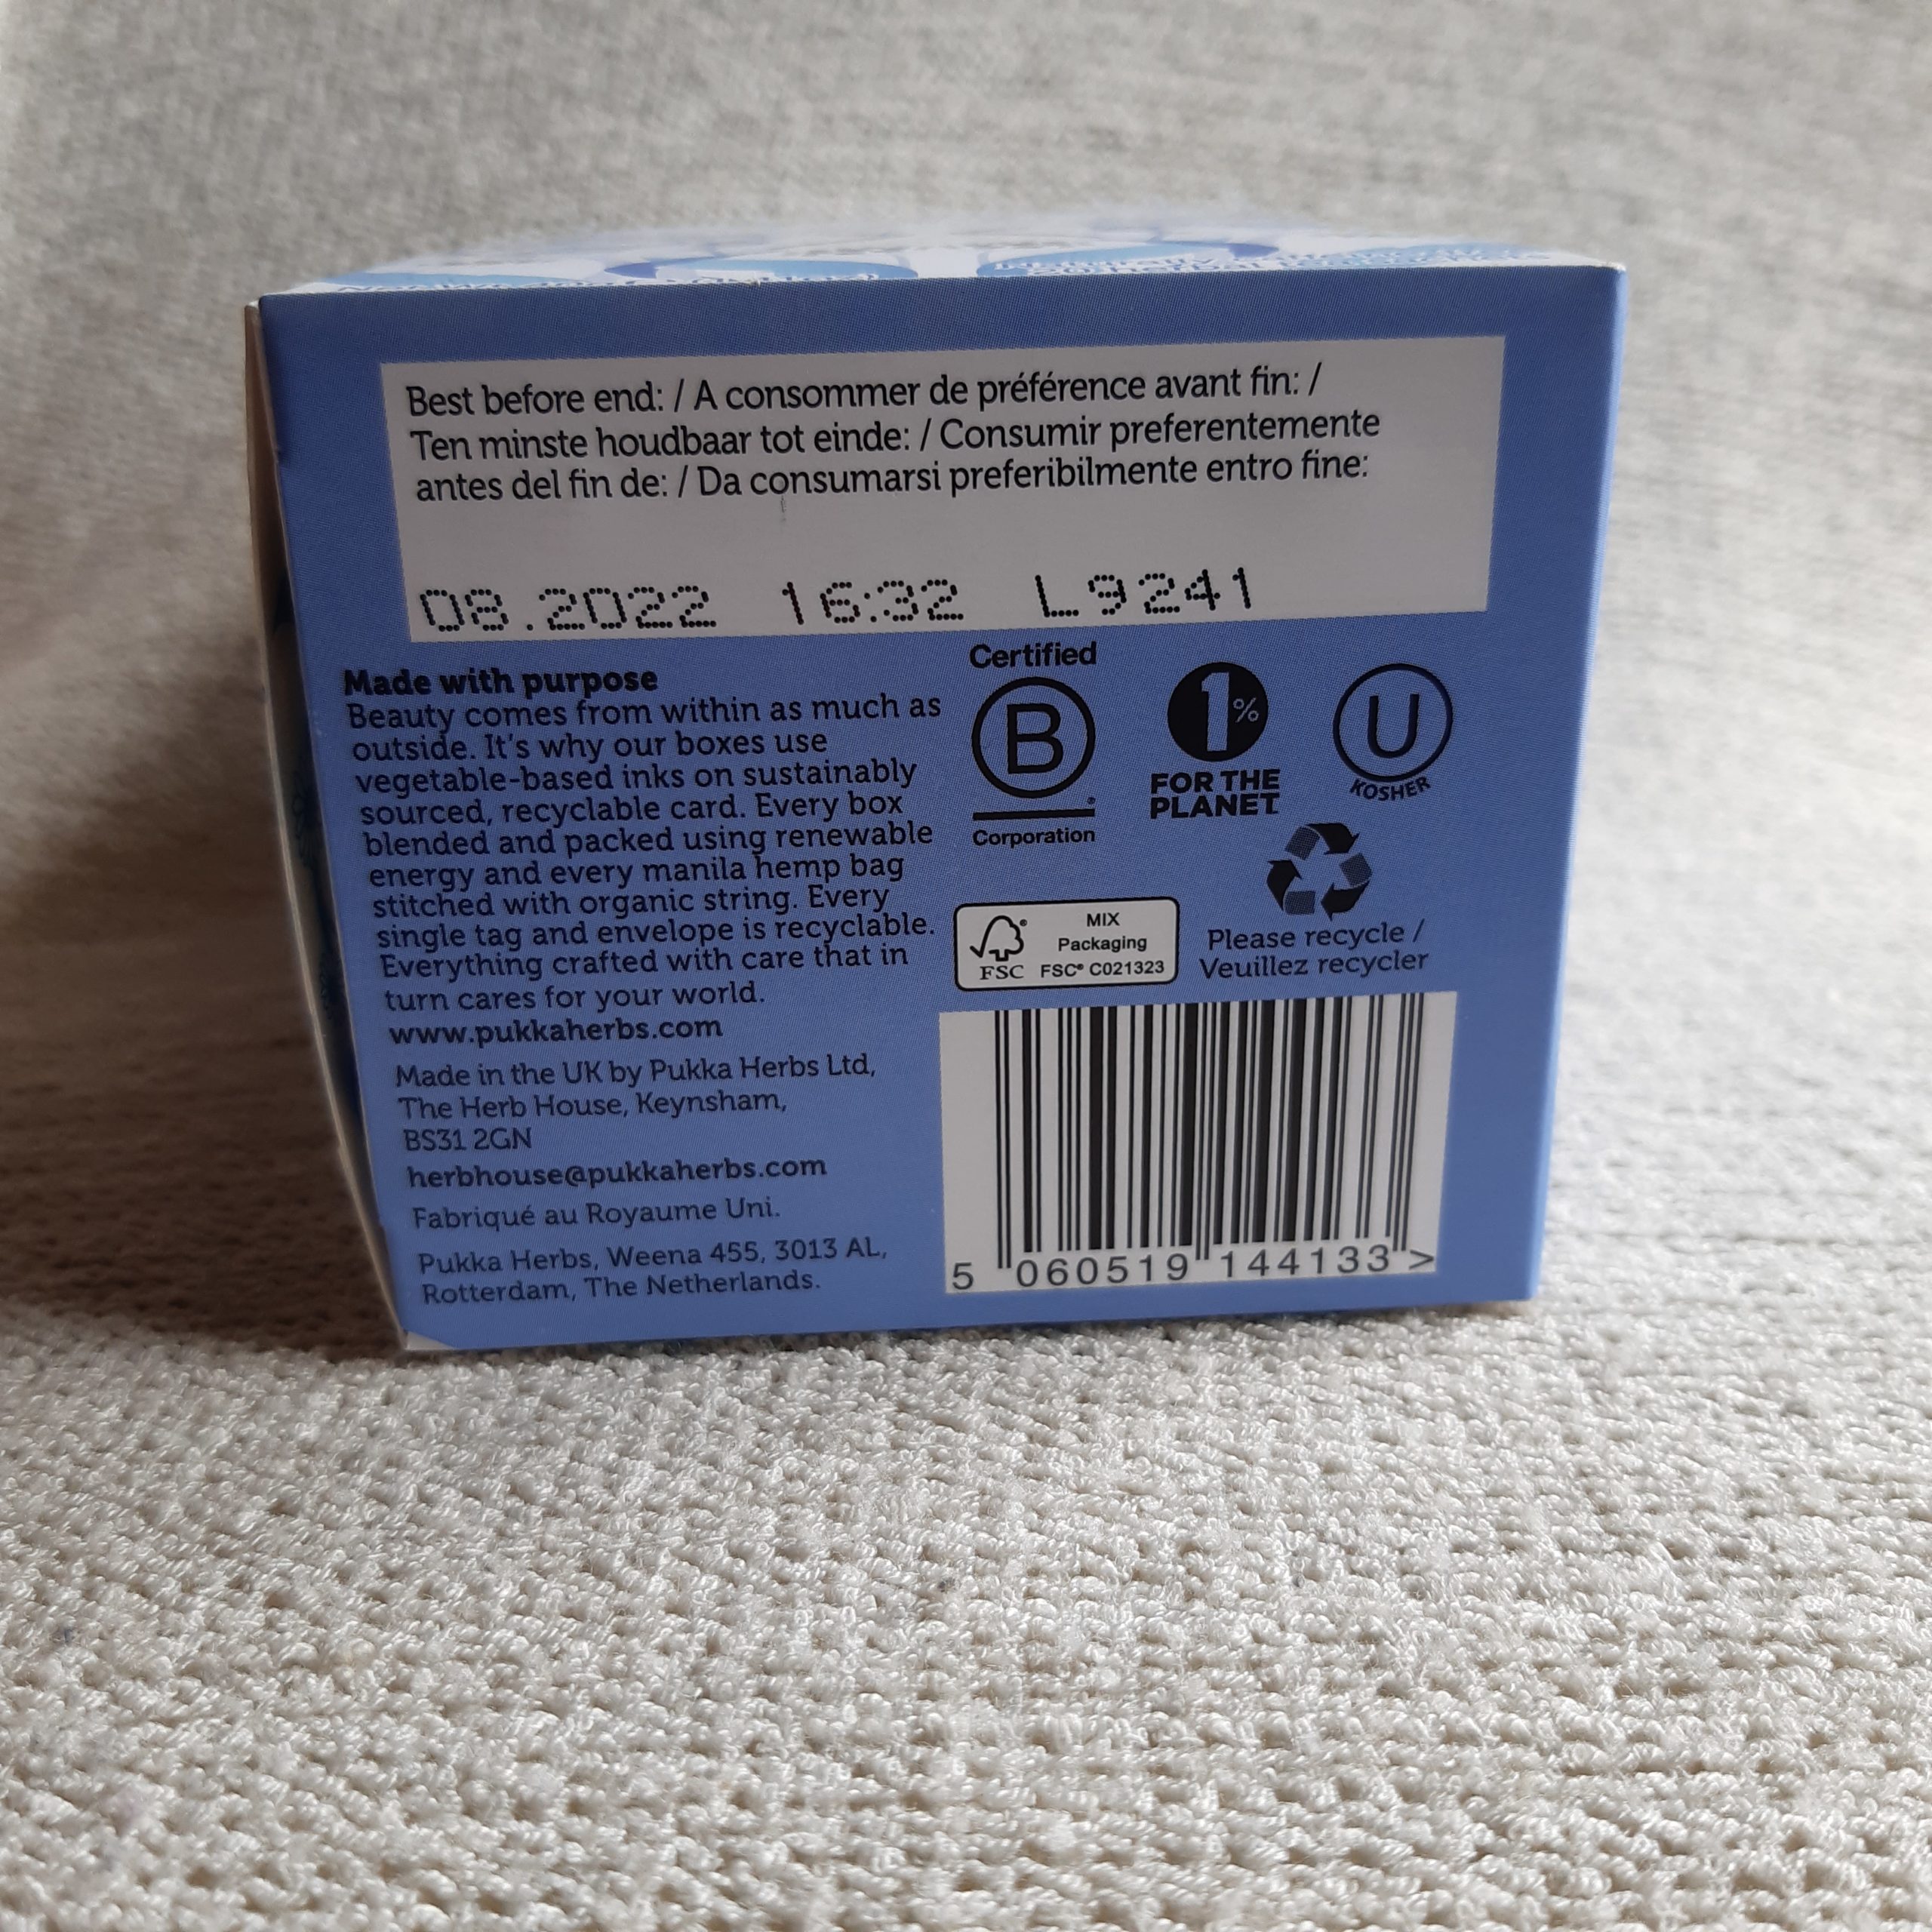 20 herbal
Best before end: / A consommer de préférence avant fin: /
Ten minste houdbaar tot einde: / Consumir preferentemente
antes del fin de: / Da consumarsi preferibilmente entro fine:
08.2022 16:32 L9241
Made with purpose
Beauty comes from within as much as
outside. It's why our boxes use
vegetable-based inks on sustainably
sourced, recyclable card. Every box
blended and packed using renewable
energy and every manila hemp bag
stitched with organic string. Every
single tag and envelope is recyclable.
Everything crafted with care that in
turn cares for your world.
www.pukkaherbs.com
Made in the UK by Pukka Herbs Ltd,
The Herb House, Keynsham,
BS31 2GN
herbhouse@pukkaherbs.com
Fabriqué au Royaume Uni.
Pukka Herbs, Weena 455, 3013 AL,
Rotterdam, The Netherlands.
Certified
B
®
Corporation
1%
FOR THE
PLANET
U
KOSHER
FSC®
MIX
Packaging
FSC® C021323
Please recycle /
Veuillez recycler
5 060519 144133 >